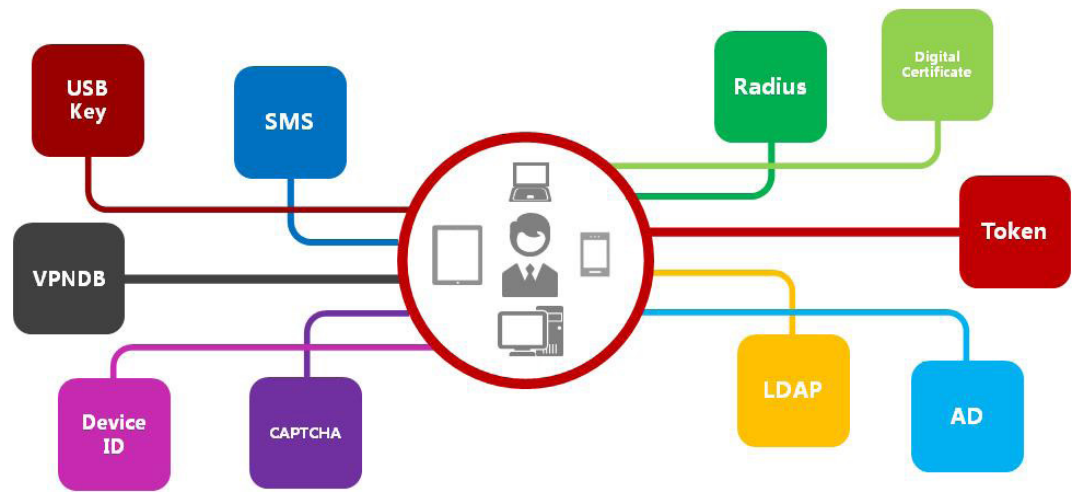 USB
Key
SMS
Radius
Digital
Certificate
VPNDB
Token
Device
ID
CAPTCHA
LDAP
AD